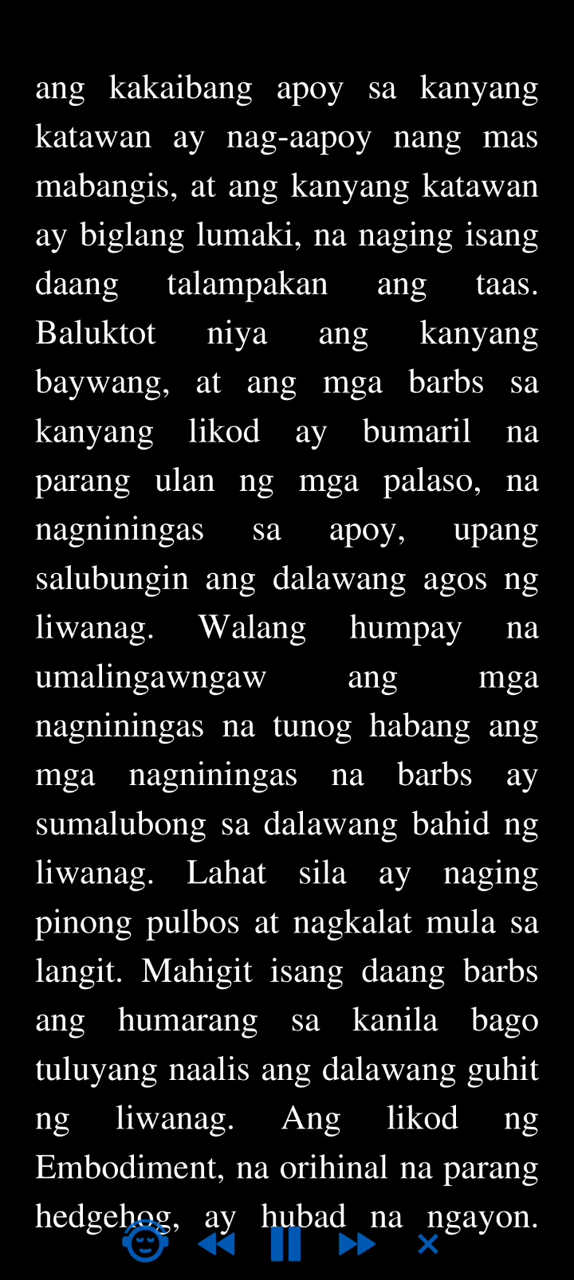 ang kakaibang apoy sa kanyang
katawan ay nag-aapoy nang mas
mabangis, at ang kanyang katawan
ay biglang lumaki, na naging isang
daang talampakan ang taas.
Baluktot niya ang kanyang
baywang, at ang mga barbs sa
kanyang likod ay bumaril na
parang ulan ng mga palaso, na
nagniningas sa apoy, upang
salubungin ang dalawang agos ng
liwanag. Walang humpay na
umalingawngaw ang mga
nagniningas na tunog habang ang
mga nagniningas na barbs ay
sumalubong sa dalawang bahid ng
liwanag. Lahat sila ay naging
pinong pulbos at nagkalat mula sa
langit. Mahigit isang daang barbs
ang humarang sa kanila bago
tuluyang naalis ang dalawang guhit
ng liwanag. Ang likod ng
Embodiment, na orihinal na parang
hedgehog, ay hubad na ngayon.